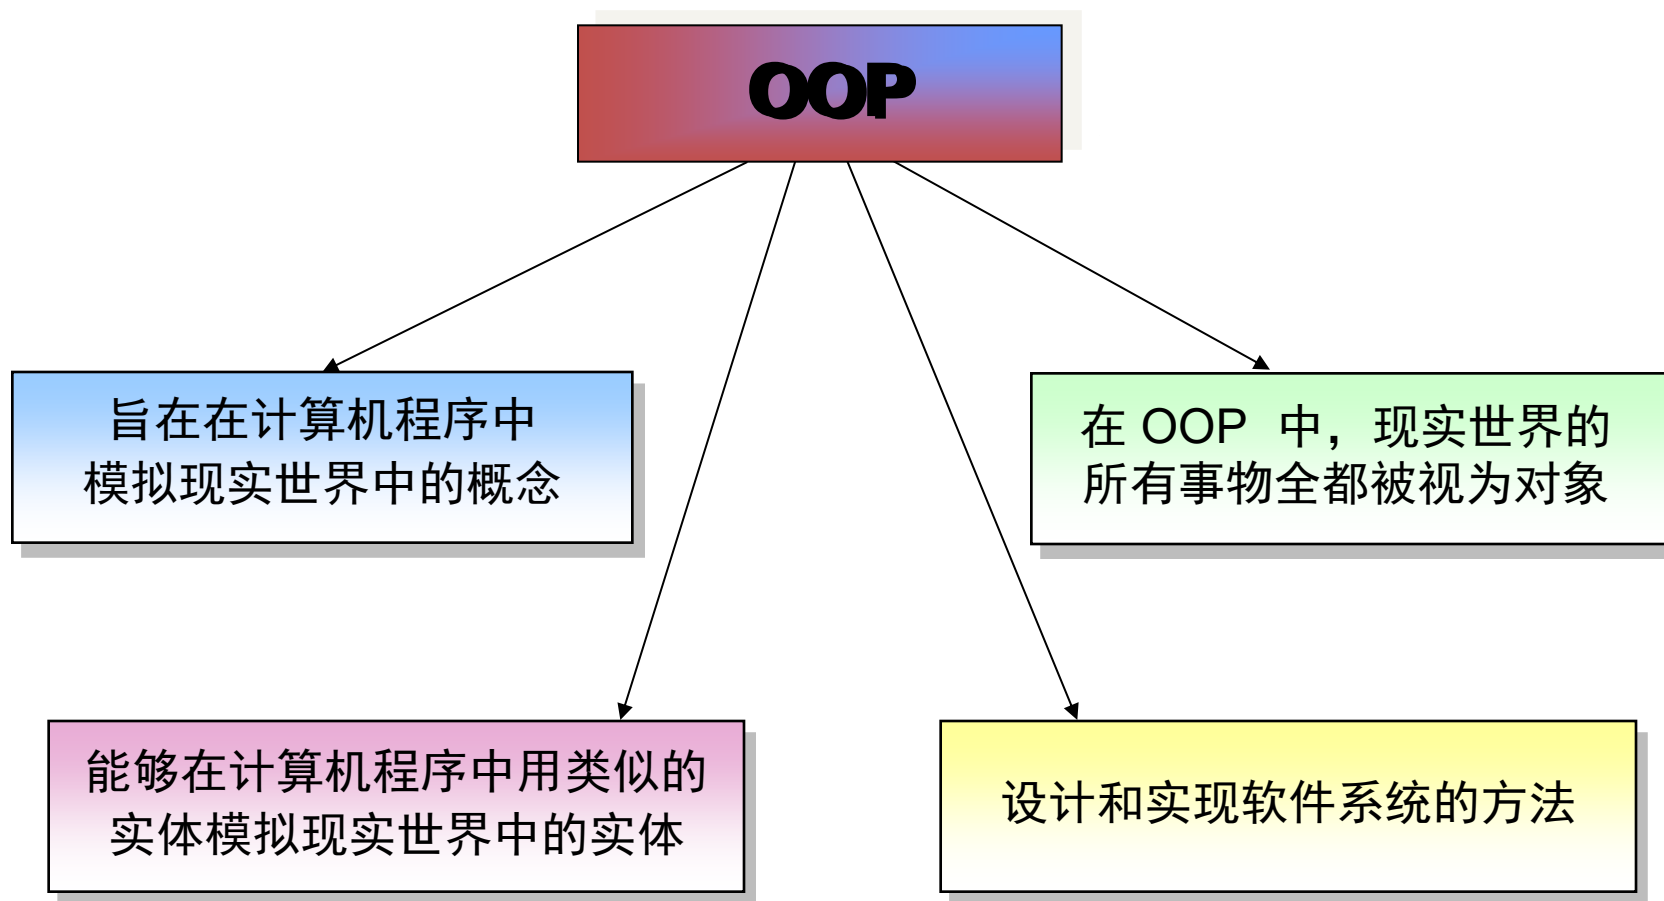 OOP
旨在在计算机程序中
模拟现实世界中的概念
在 OOP 中，现实世界的
所有事物全都被视为对象
能够在计算机程序中用类似的
实体模拟现实世界中的实体
设计和实现软件系统的方法